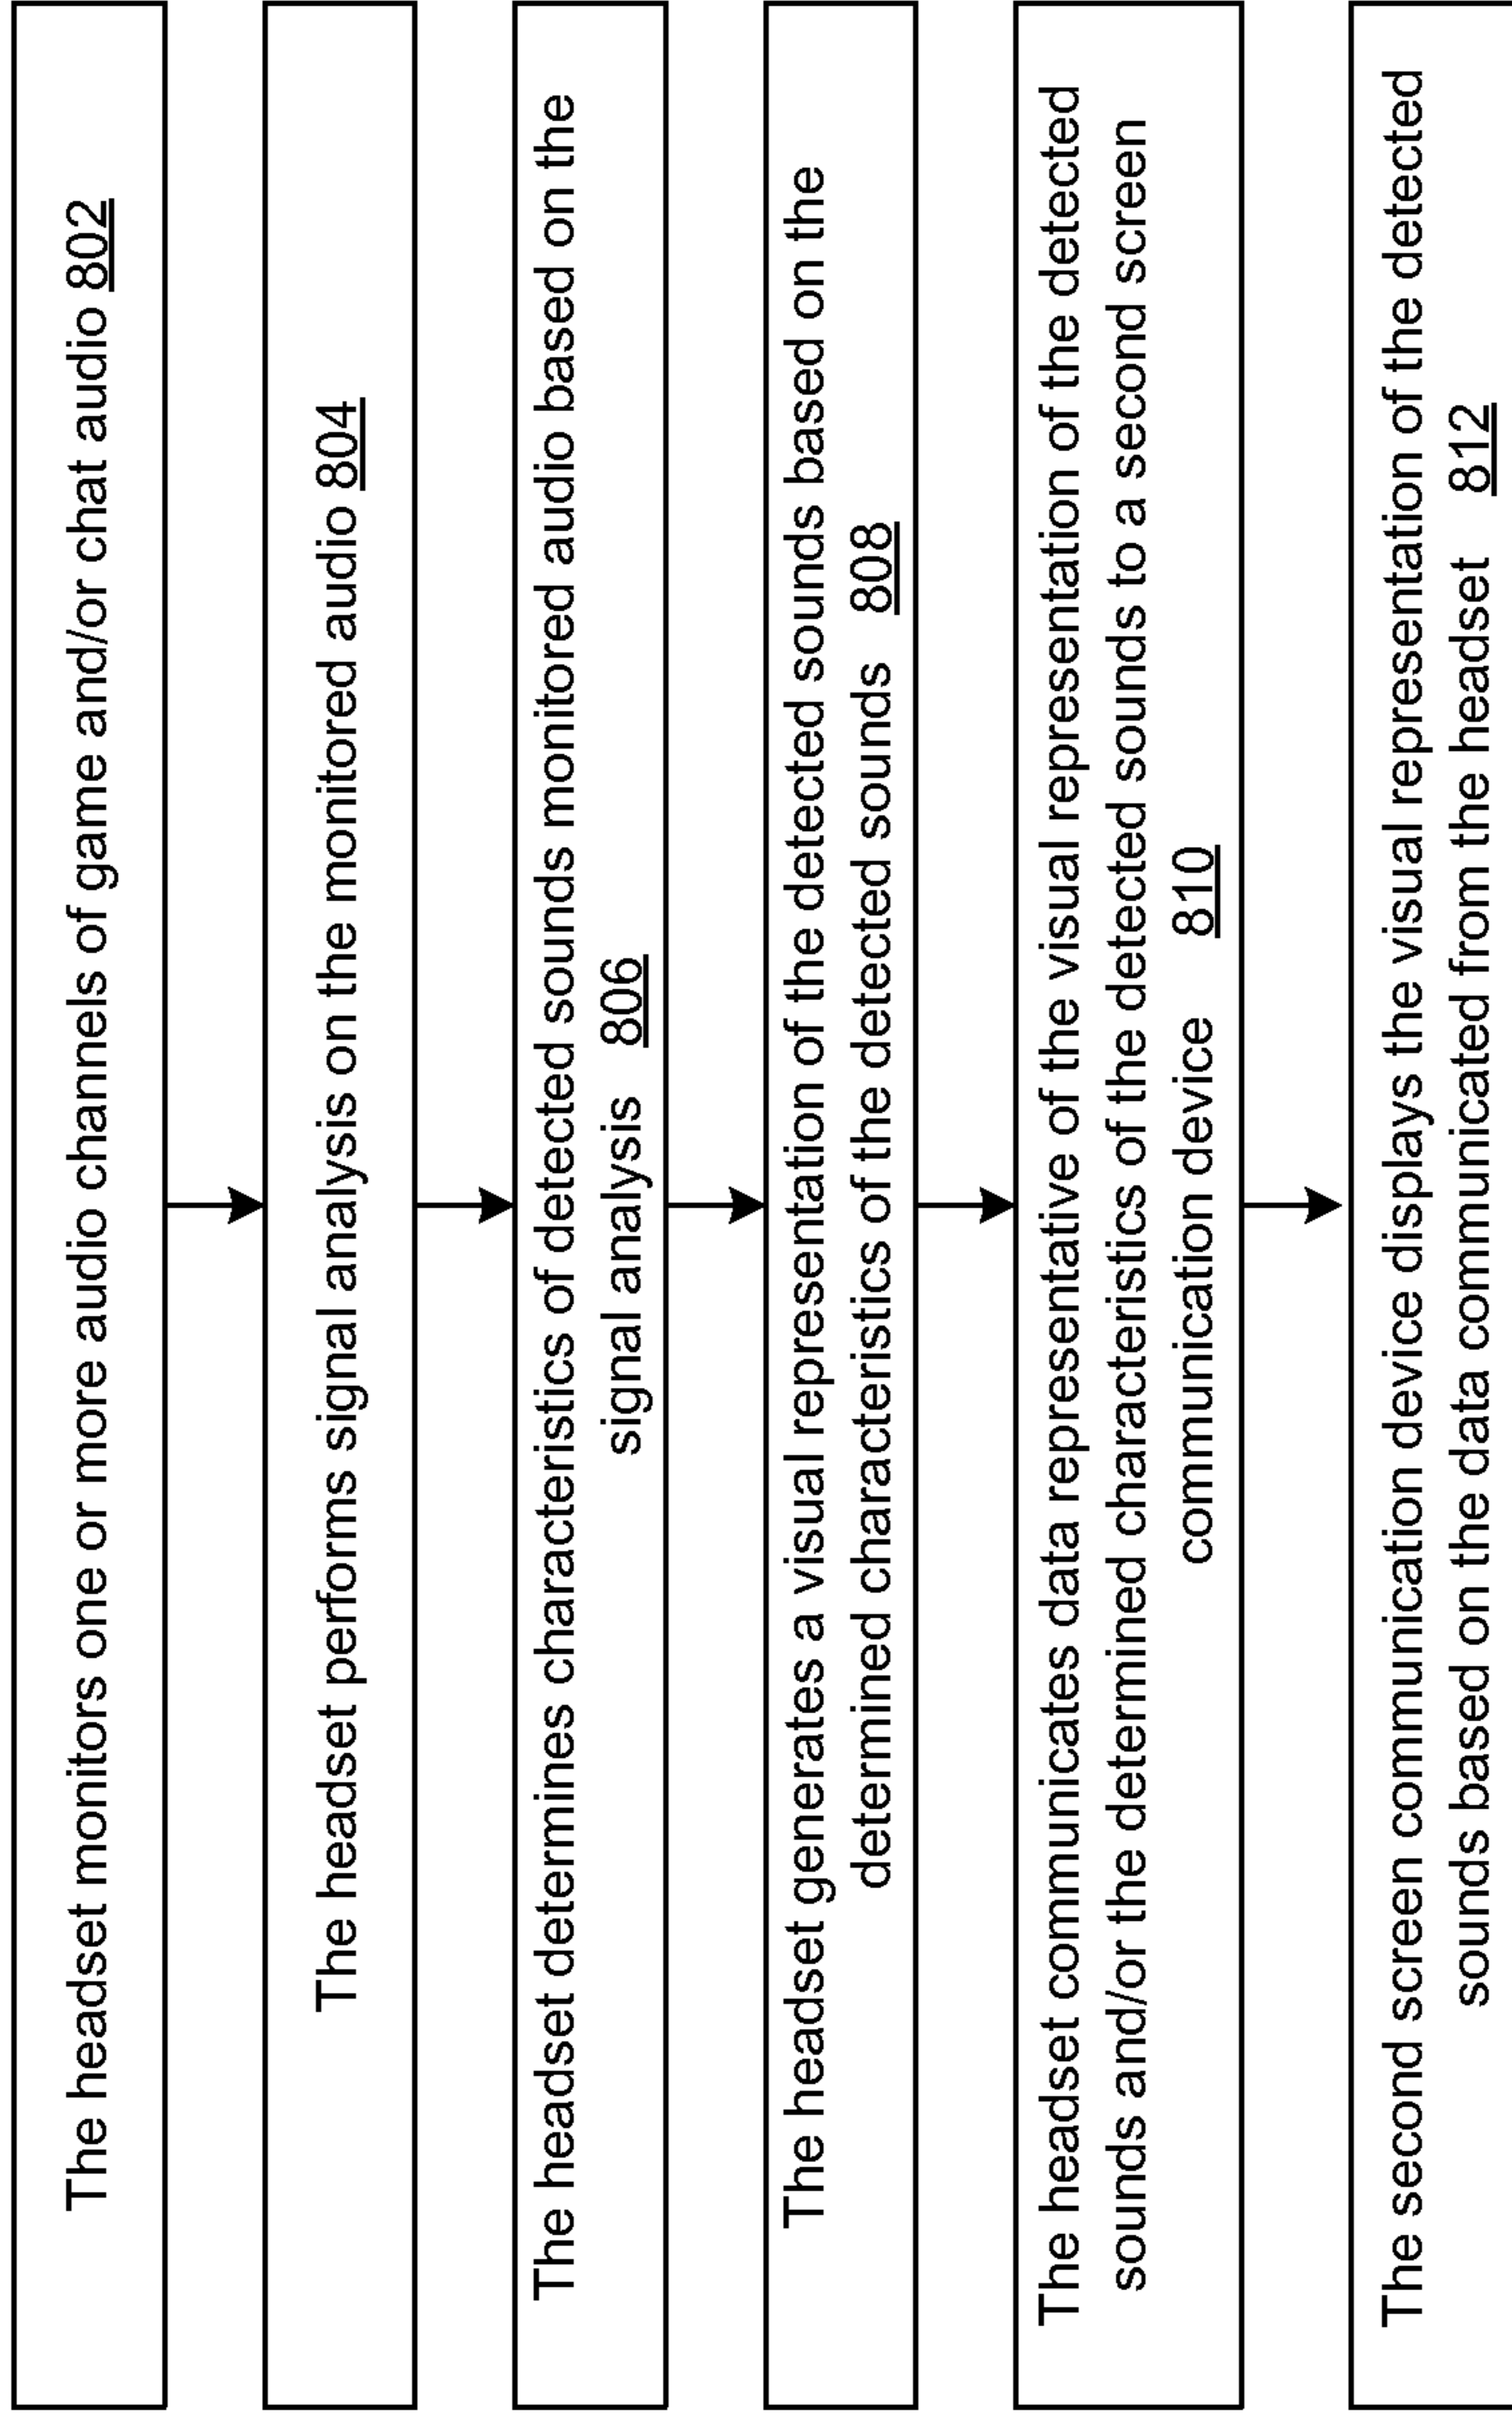 The headset monitors one or more audio channels of game and/or chat audio 802
The headset performs signal analysis on the monitored audio 804
The headset determines characteristics of detected sounds monitored audio based on the
signal analysis 806
The headset generates a visual representation of the detected sounds based on the
determined characteristics of the detected sounds 808
The headset communicates data representative of the visual representation of the detected
sounds and/or the determined characteristics of the detected sounds to a second screen
communication device 810
The second screen communication device displays the visual representation of the detected
sounds based on the data communicated from the headset 812